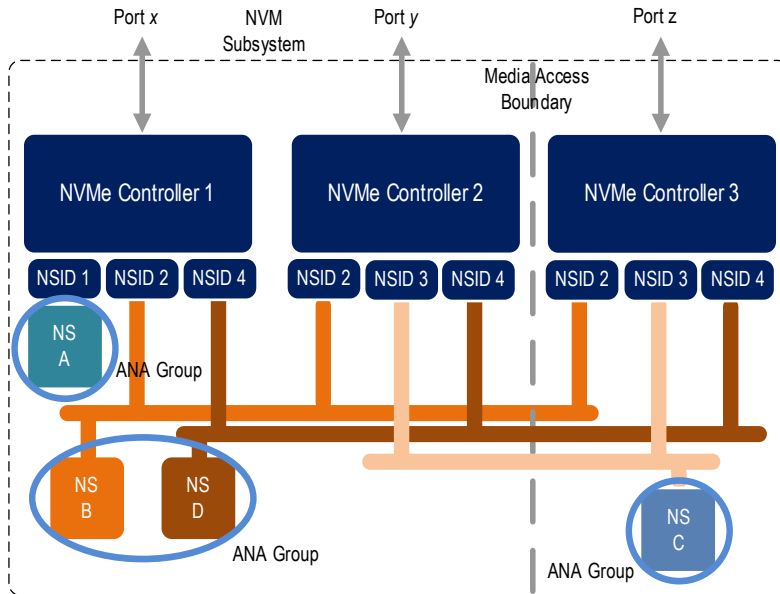 Port x
NVM
Subsystem
Port y
Port z
Media Access
Boundary
NVMe Controller 1
NVMe Controller 2
NVMe Controller 3
NSID 1
NSID 2
NSID 4
NSID 2
NSID 3
NSID 4
NSID 2
NSID 3
NSID 4
NS
A
ANA Group
NS
B
NS
D
ANA Group
NS
C
ANA Group